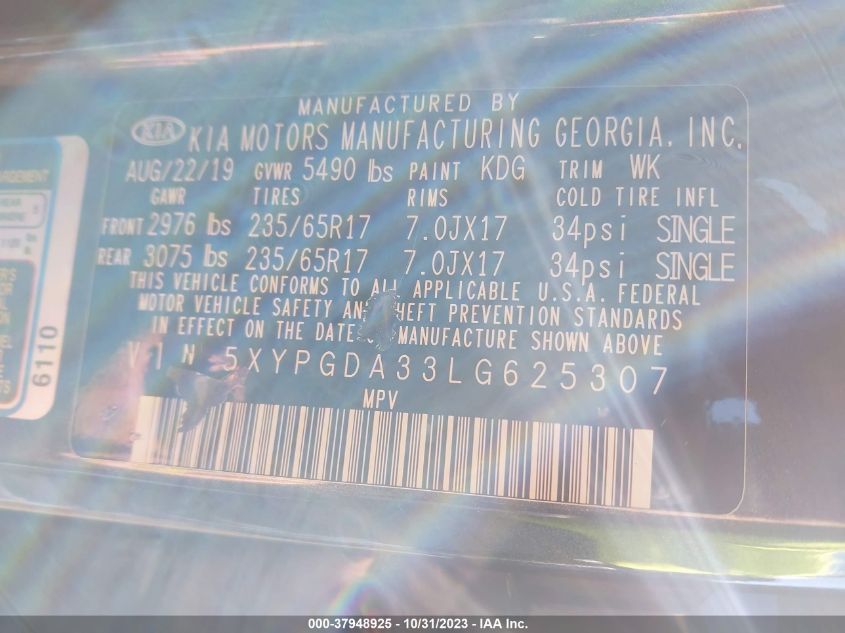 MANUFACTURED BY
KIA KIA MOTORS MANUFACTURING GEORGIA, INC.
AUG/22/19 GVWR 5490 lbs PAINT KDG TRIM WK
GAWR TIRES RIMS COLD TIRE INFL
FRONT 2976 lbs 235/65R17 7.0JX17 34psi SINGLE
REAR 3075 lbs 235/65R17 7.0JX17 34psi SINGLE
THIS VEHICLE CONFORMS TO ALL APPLICABLE U.S.A. FEDERAL
MOTOR VEHICLE SAFETY AND THEFT PREVENTION STANDARDS
IN EFFECT ON THE DATE MANUFACTURE SHOWN ABOVE
VIN 5XYPGDA33LG625307
MPV
6110
000-37948925 - 10/31/2023 - IAA Inc.